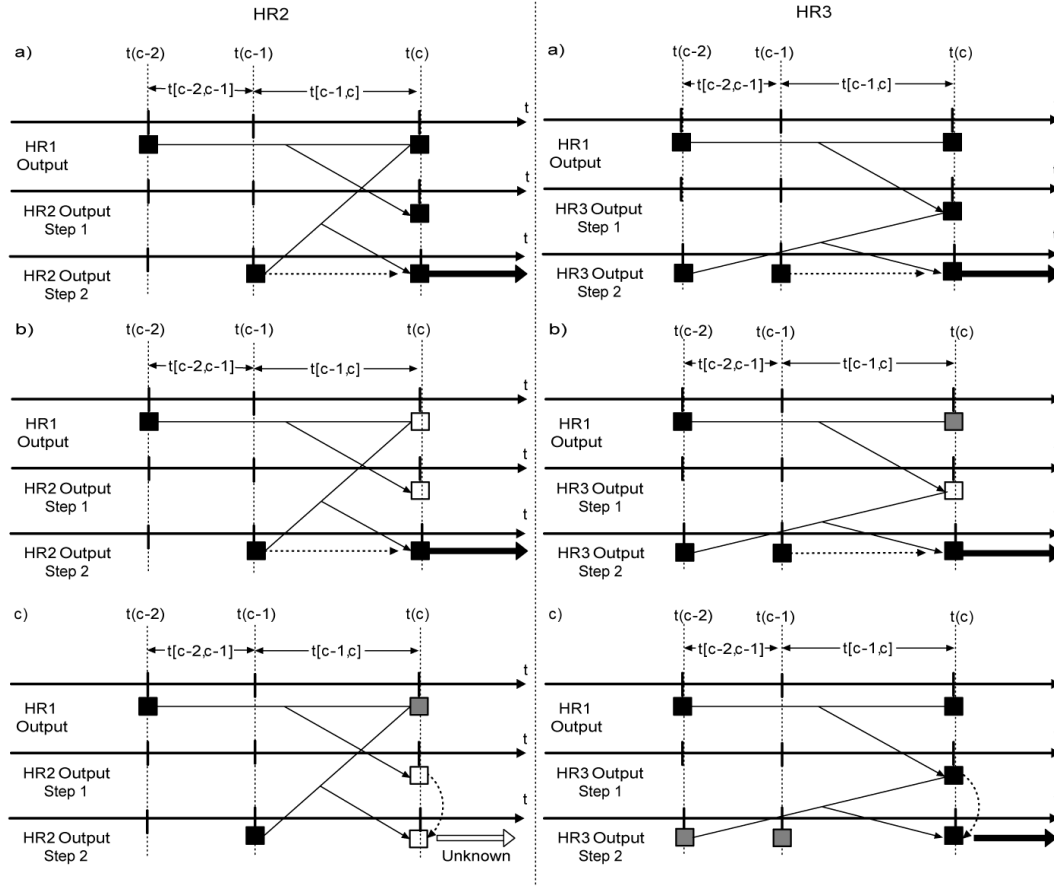 HR2
a)
t(c-2)
t(c-1)
t(c)
t[c-2,c-1]
t[c-1,c]
t
HR1
Output
t
HR2 Output
Step 1
t
HR2 Output
Step 2
b)
t(c-2)
t(c-1)
t(c)
t[c-2,c-1]
t[c-1,c]
t
HR1
Output
t
HR2 Output
Step 1
t
HR2 Output
Step 2
c)
t(c-2)
t(c-1)
t(c)
t[c-2,c-1]
t[c-1,c]
t
HR1
Output
t
HR2 Output
Step 1
t
HR2 Output
Step 2
Unknown
HR3
a)
t(c-2)
t(c-1)
t(c)
t[c-2,c-1]
t[c-1,c]
t
HR1
Output
t
HR3 Output
Step 1
t
HR3 Output
Step 2
b)
t(c-2)
t(c-1)
t(c)
t[c-2,c-1]
t[c-1,c]
HR1
Output
HR3 Output
Step 1
HR3 Output
Step 2
c)
t(c-2)
t(c-1)
t(c)
t[c-2,c-1]
t[c-1,c]
HR1
Output
HR3 Output
Step 1
HR3 Output
Step 2